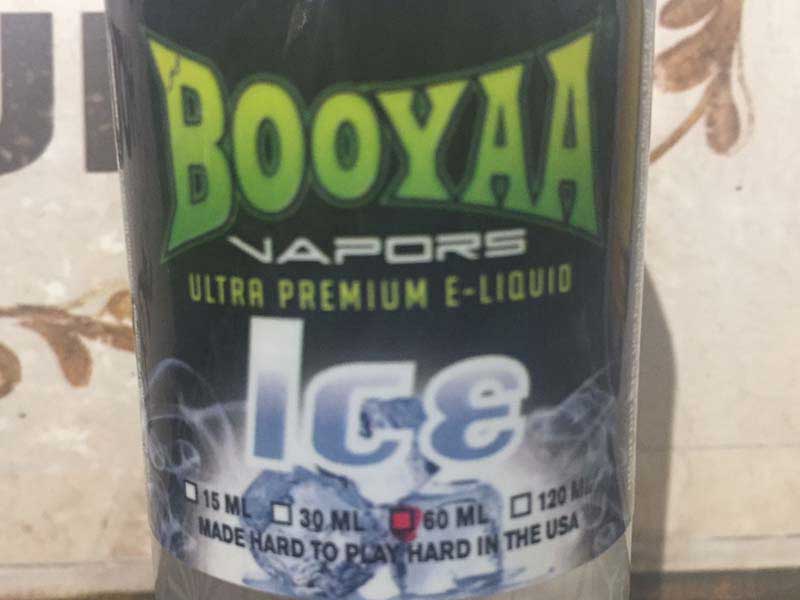 BOOYAA
VAPORS
ULTRA PREMIUM E-LIQUID
Ice
15 ML 30 ML 60 ML 120 ML
MADE HARD TO PLAY HARD IN THE USA